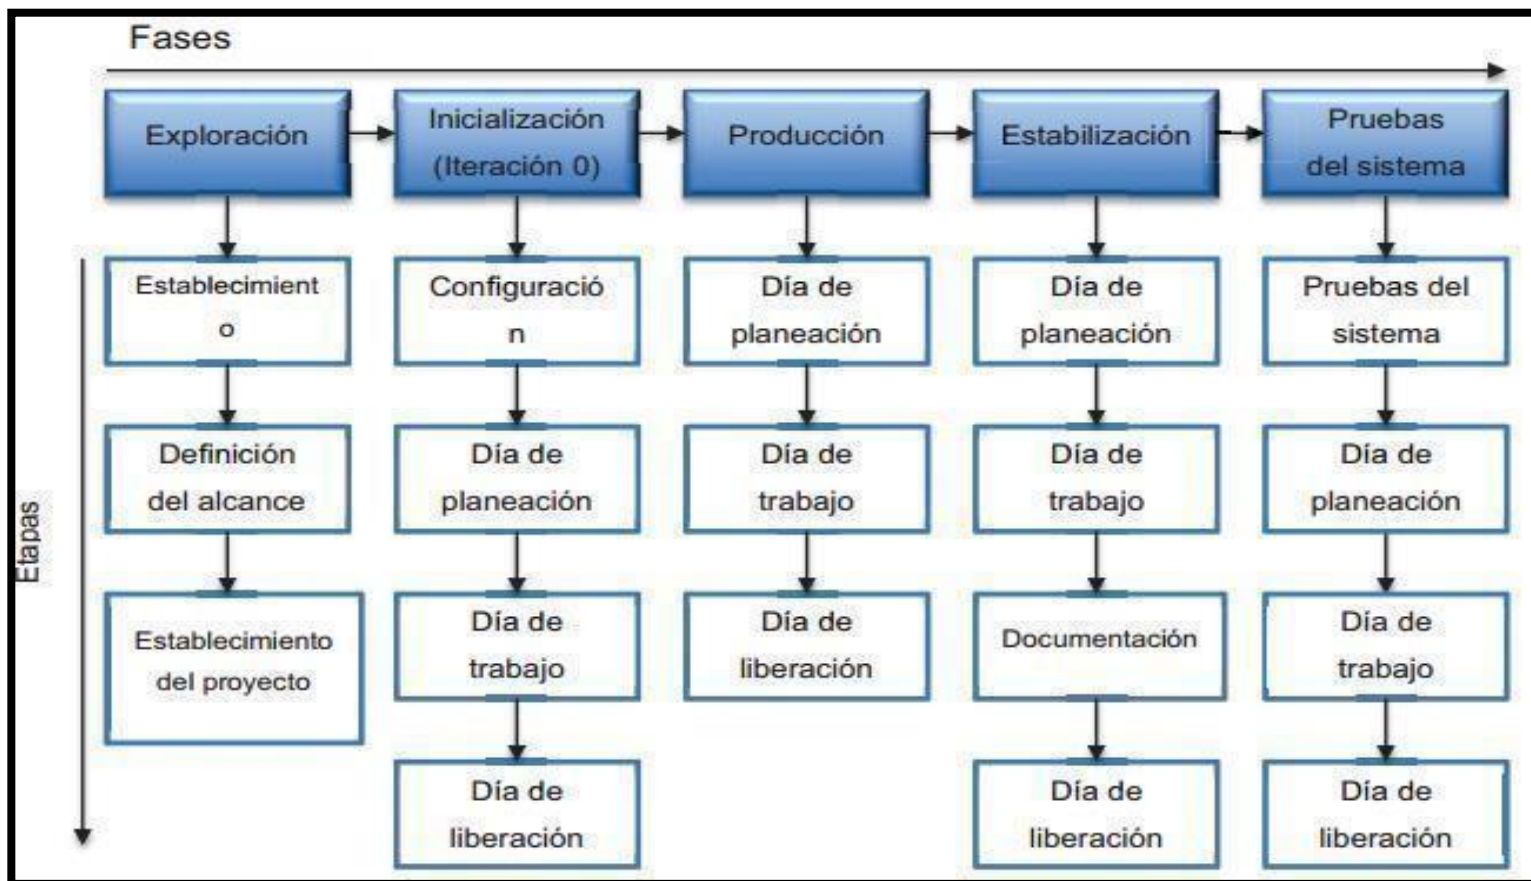 Fases
Exploración
Inicialización
(Iteración 0)
Producción
Estabilización
Pruebas
del sistema
Etapas
Establecimient
o
Definición
del alcance
Establecimiento
del proyecto
Configuració
n
Día de
planeación
Día de
trabajo
Día de
liberación
Día de
planeación
Día de
trabajo
Día de
liberación
Día de
planeación
Día de
trabajo
Documentación
Día de
liberación
Pruebas del
sistema
Día de
planeación
Día de
trabajo
Día de
liberación